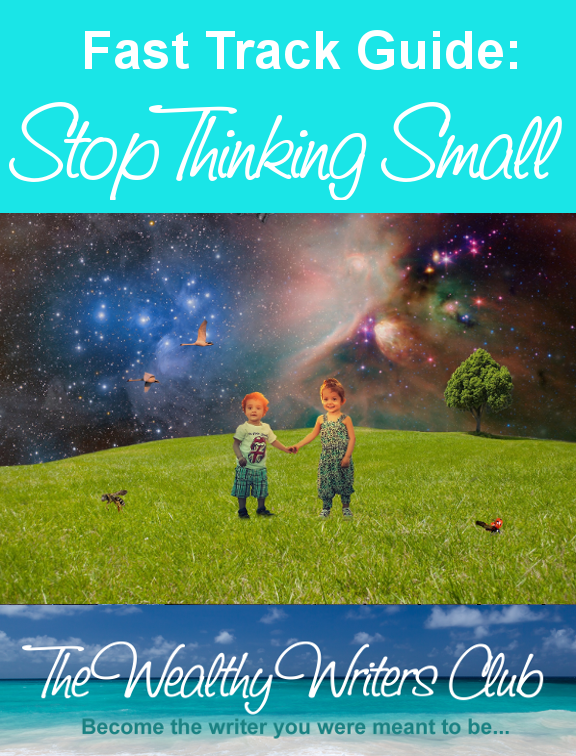 Fast Track Guide:
Stop Thinking Small
The Wealthy Writers Club
Become the writer you were meant to be...